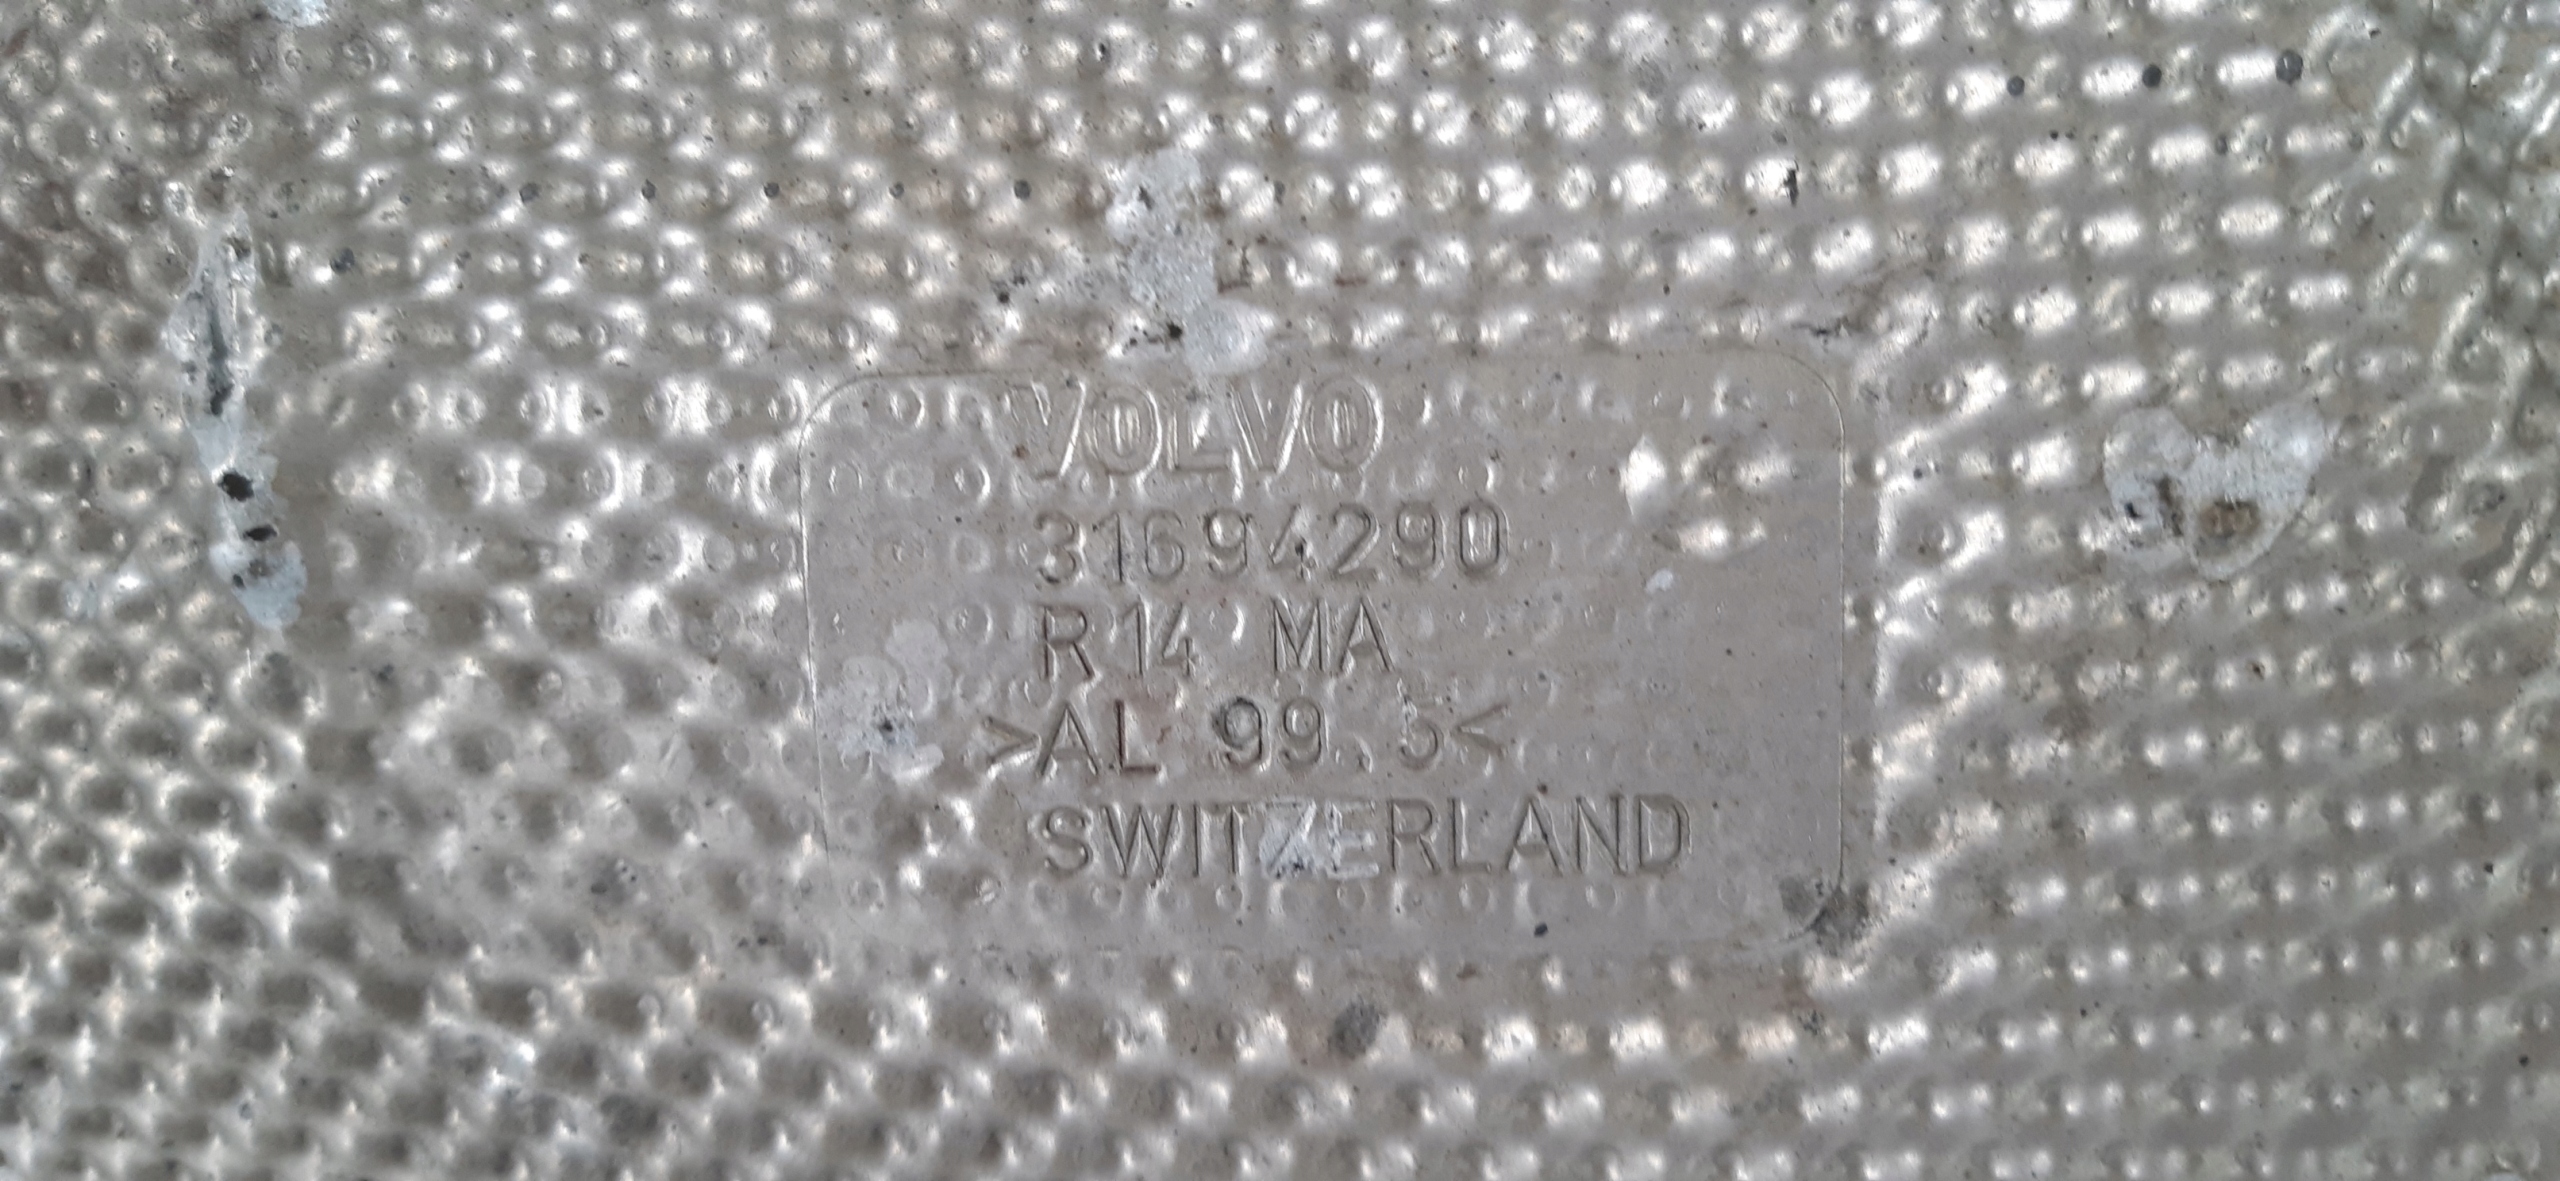 VOLVO
31694290
R14 MA
>AL 99.5<
SWITZERLAND